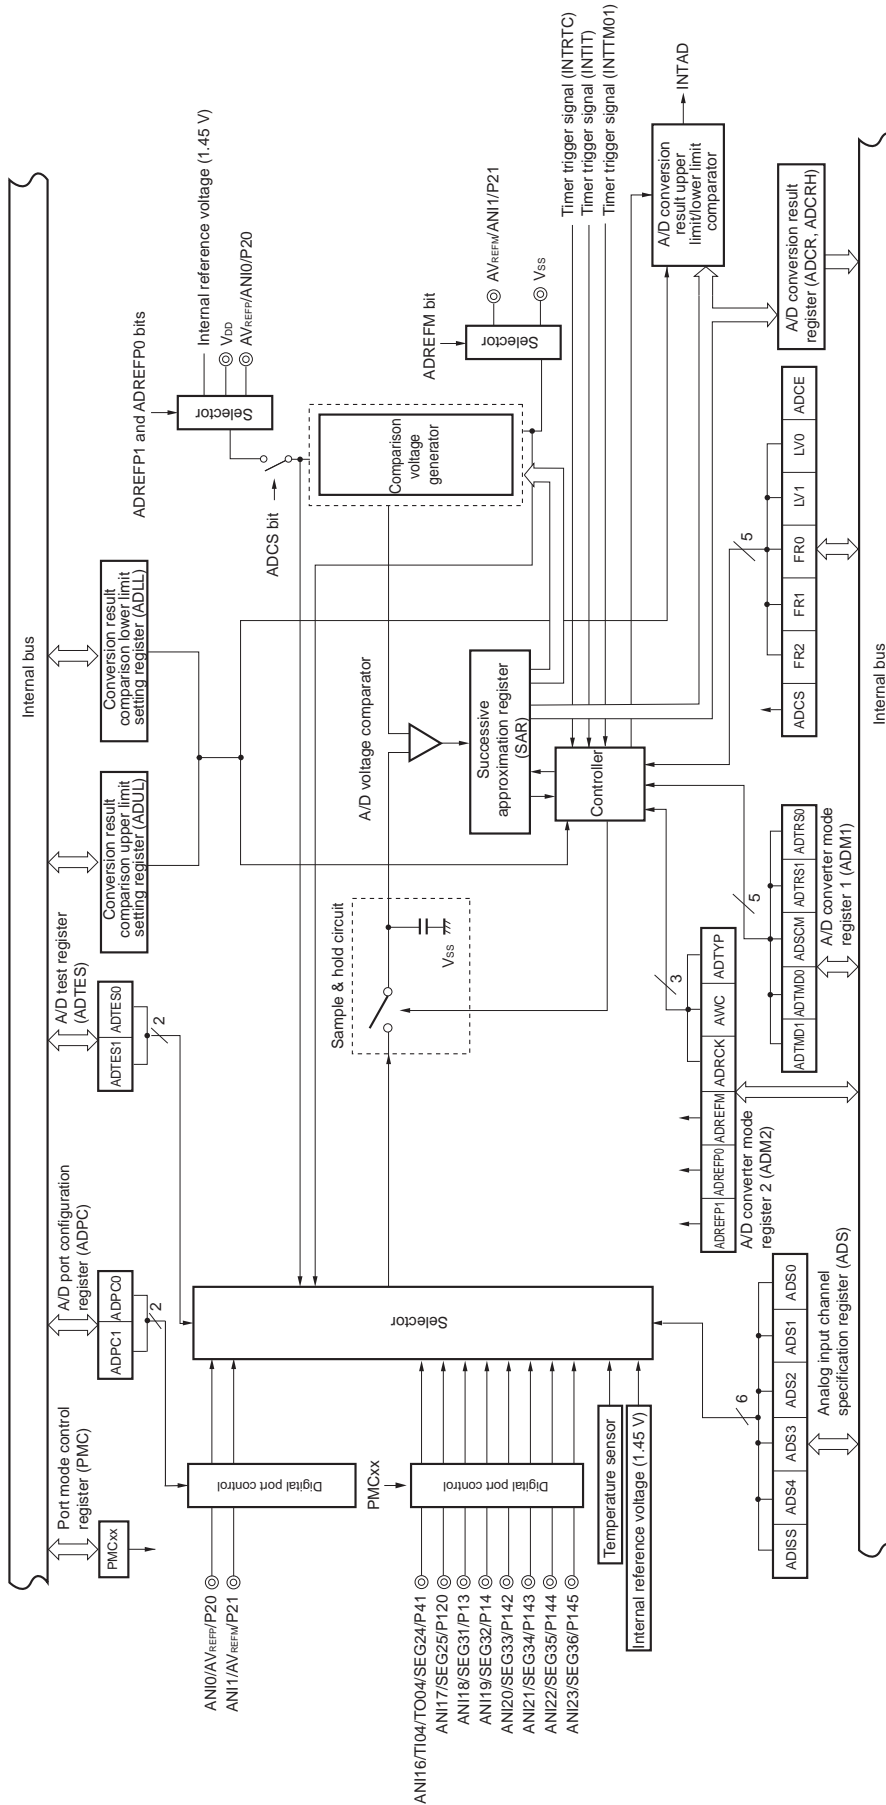 Internal bus
Port mode control
register (PMC)
PMCxx
A/D port configuration
register (ADPC)
ADPC1
ADPC0
2
A/D test register
(ADTES)
ADTES1
ADTES0
2
Conversion result
comparison upper limit
setting register (ADUL)
Conversion result
comparison lower limit
setting register (ADLL)
ADREFP1 and ADREFP0 bits
Selector
Internal reference voltage (1.45 V)
VDD
AVREFP/ANI0/P20
ADCS bit
Digital port control
ANI0/AVREFP/P20
ANI1/AVREFM/P21
PMCxx
Digital port control
ANI16/TI04/TO04/SEG24/P41
ANI17/SEG25/P120
ANI18/SEG31/P13
ANI19/SEG32/P14
ANI20/SEG33/P142
ANI21/SEG34/P143
ANI22/SEG35/P144
ANI23/SEG36/P145
Temperature sensor
Internal reference voltage (1.45 V)
Selector
Sample & hold circuit
VSS
A/D voltage comparator
Comparison
voltage
generator
ADREFM bit
Selector
AVREFM/ANI1/P21
VSS
Successive
approximation register
(SAR)
Controller
Timer trigger signal (INTRTC)
Timer trigger signal (INTIT)
Timer trigger signal (INTTM01)
A/D conversion
result upper
limit/lower limit
comparator
INTAD
A/D conversion result
register (ADCR, ADCRH)
6
ADISS
ADS4
ADS3
ADS2
ADS1
ADS0
Analog input channel
specification register (ADS)
3
ADREFP1
ADREFP0
ADREFM
ADRCK
AWC
ADTYP
A/D converter mode
register 2 (ADM2)
5
ADTMD1
ADTMD0
ADSCM
ADTRS1
ADTRS0
A/D converter mode
register 1 (ADM1)
5
ADCS
FR2
FR1
FR0
LV1
LV0
ADCE
Internal bus